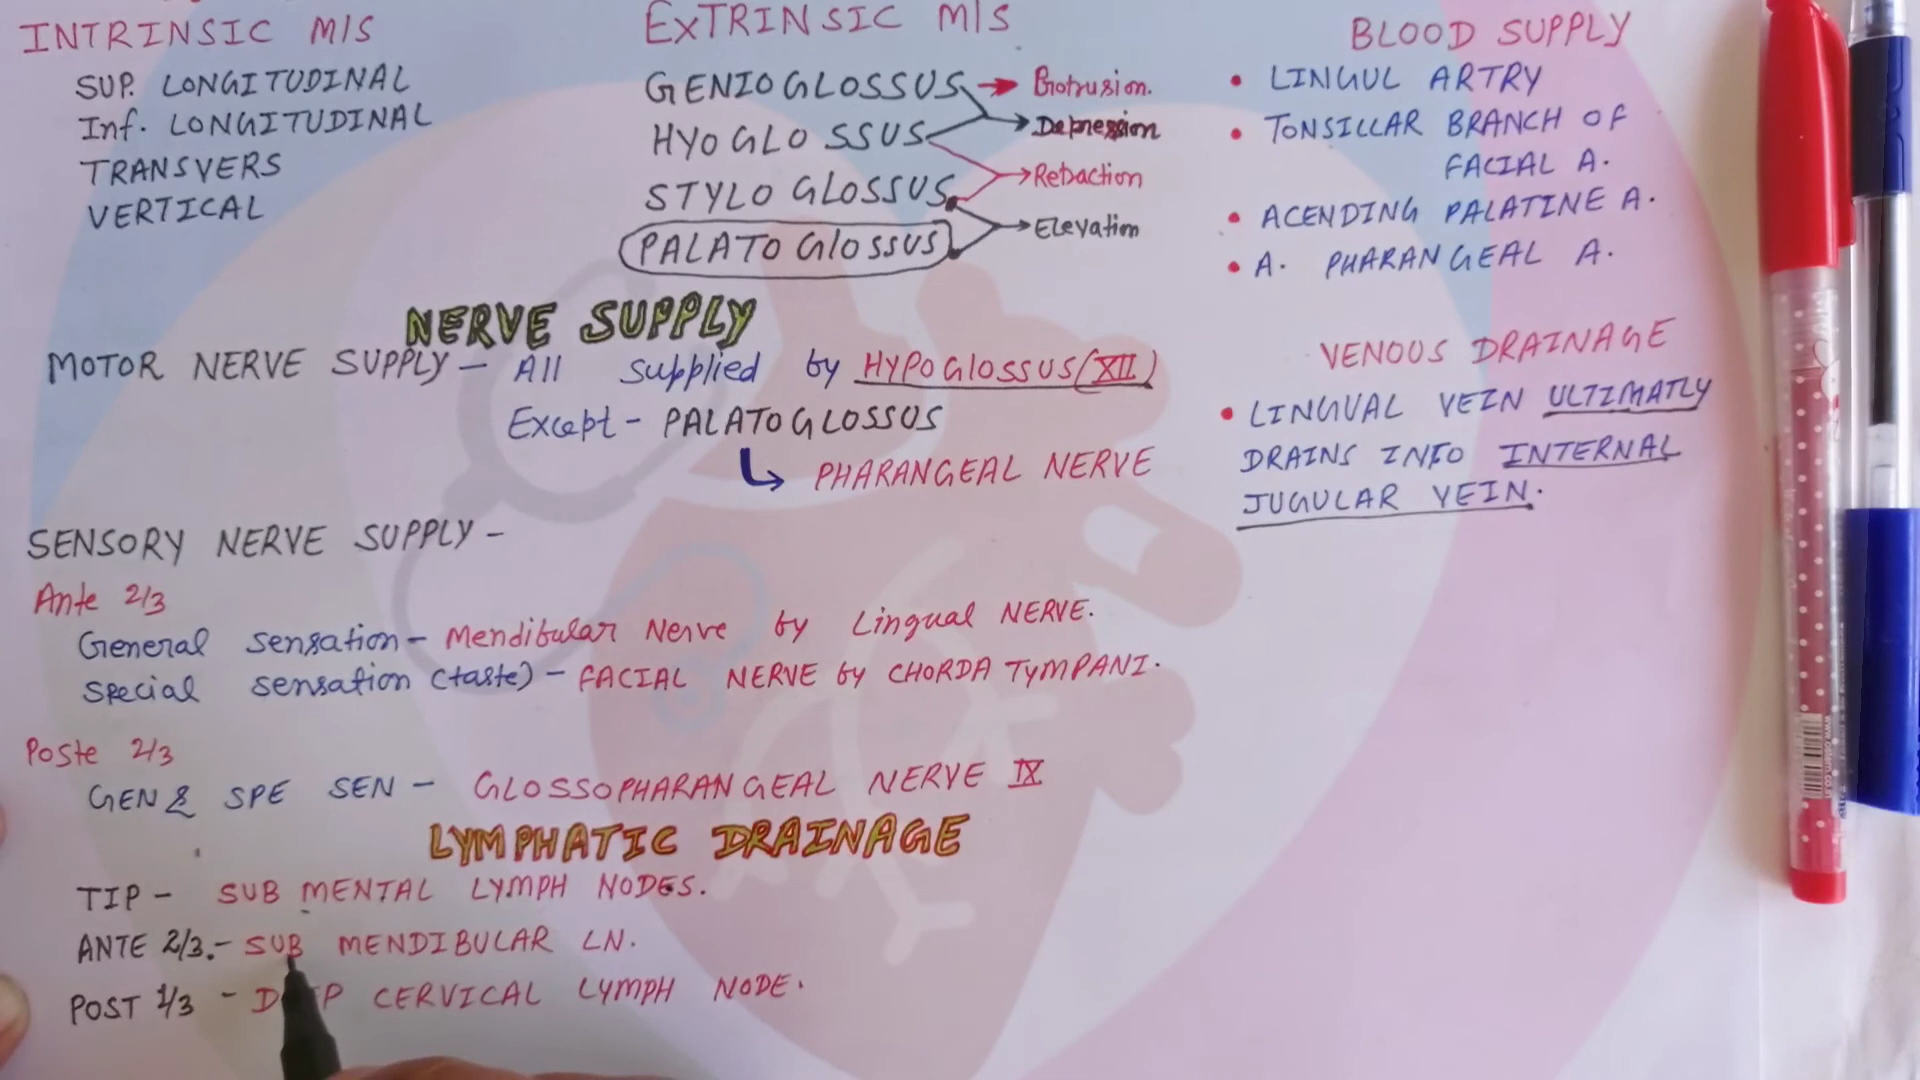 INTRINSIC M/S
SUP. LONGITUDINAL
Inf. LONGITUDINAL
TRANSVERS
VERTICAL
EXTRINSIC M/S
GENIOGLOSSUS
Protrusion.
HYOGLOSSUS
Depression
STYLOGLOSSUS
Retraction
PALATOGLOSSUS
Elevation
BLOOD SUPPLY
• LINGUL ARTRY
• TONSILLAR BRANCH OF
FACIAL A.
• ACENDING PALATINE A.
• A. PHARANGEAL A.
VENOUS DRAINAGE
• LINGUAL VEIN ULTIMATLY
DRAINS INTO INTERNAL
JUGULAR VEIN.
NERVE SUPPLY
MOTOR NERVE SUPPLY - All supplied by HYPOGLOSSUS (XII)
Except - PALATOGLOSSUS
PHARANGEAL NERVE
SENSORY NERVE SUPPLY -
Ante 2/3
General sensation - Mendibular Nerve by Lingual NERVE.
Special sensation (taste) - FACIAL NERVE by CHORDA TYMPANI.
Poste 2/3
GEN & SPE SEN - GLOSSOPHARANGEAL NERVE IX
LYMPHATIC DRAINAGE
TIP - SUB MENTAL LYMPH NODES.
ANTE 2/3. - SUB MENDIBULAR LN.
POST 1/3 - CERVICAL LYMPH NODE.